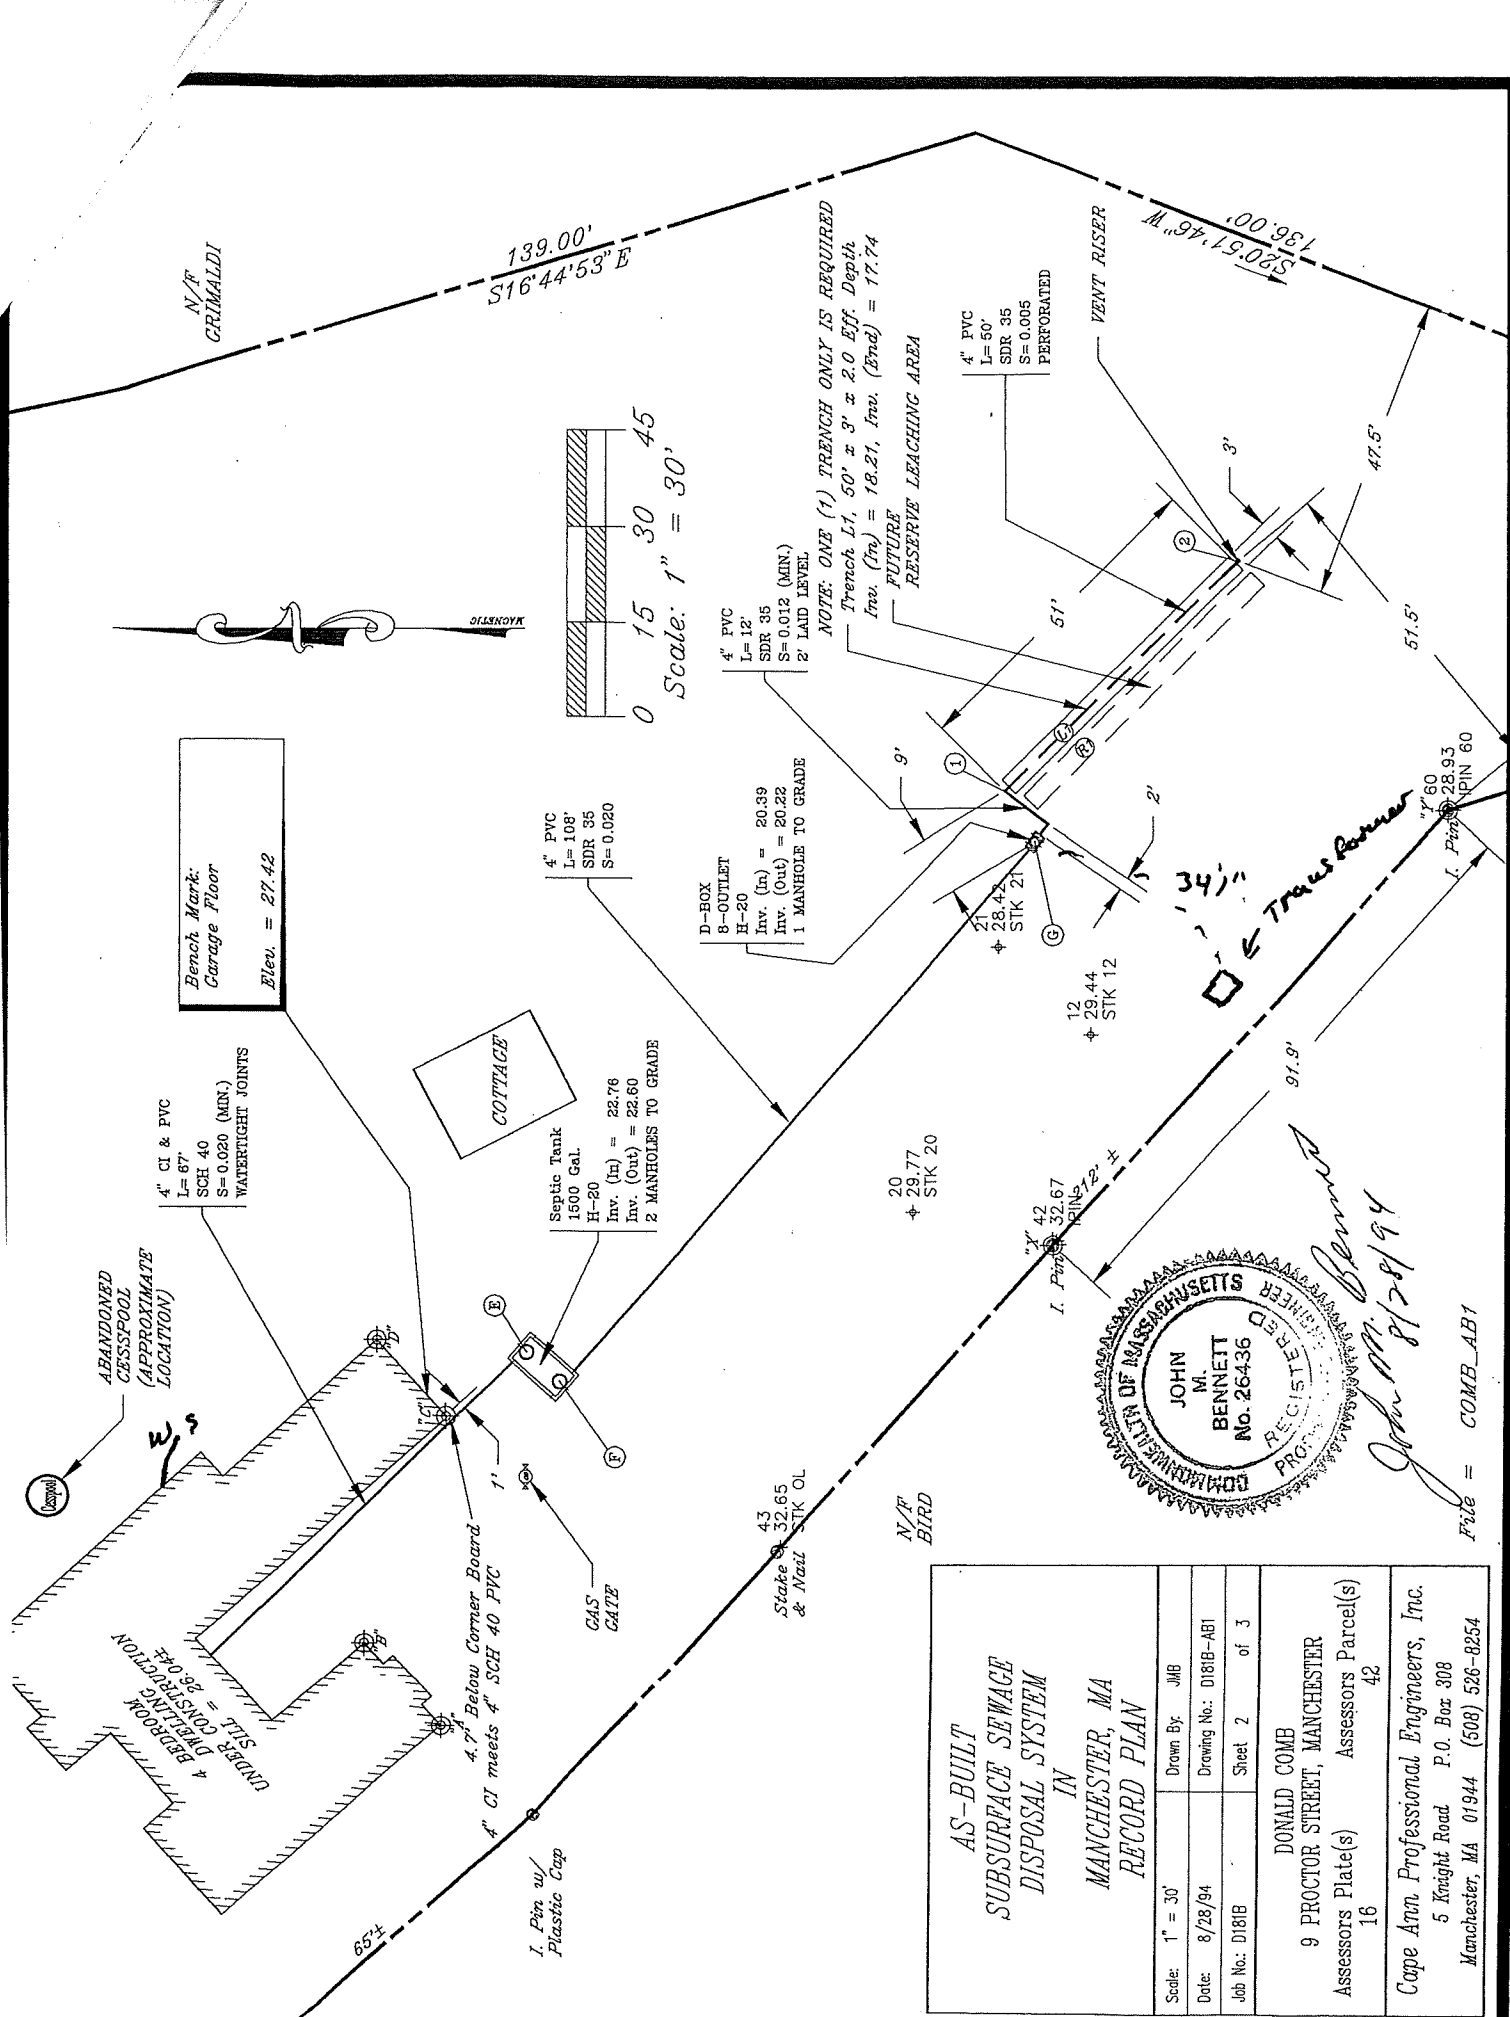 N/F
GRIMALDI
139.00'
S16°44'53" E
S20°51'46" W
136.00'
MAGNETIC
0 15 30 45
Scale: 1" = 30'
Bench Mark:
Garage Floor
Elev. = 27.42
4" CI & PVC
L= 67'
SCH 40
S= 0.020 (MIN.)
WATERTIGHT JOINTS
ABANDONED
CESSPOOL
(APPROXIMATE
LOCATION)
Cesspool
W.S
4" PVC
L= 108'
SDR 35
S= 0.020
4" PVC
L= 12'
SDR 35
S= 0.012 (MIN.)
2' LAID LEVEL
NOTE: ONE (1) TRENCH ONLY IS REQUIRED
Trench L1, 50' x 3' x 2.0 Eff. Depth
Inv. (In) = 18.21, Inv. (End) = 17.74
FUTURE
RESERVE LEACHING AREA
4" PVC
L= 50'
SDR 35
S= 0.005
PERFORATED
VENT RISER
D-BOX
8-OUTLET
H-20
Inv. (In) = 20.39
Inv. (Out) = 20.22
1 MANHOLE TO GRADE
COTTAGE
Septic Tank
1500 Gal.
H-20
Inv. (In) = 22.76
Inv. (Out) = 22.60
2 MANHOLES TO GRADE
51'
9'
3'
47.5'
51.5'
2'
1
2
L1
R1
G
E
F
"D"
"C"
"B"
"A"
1'
21
28.42
STK 21
12
29.44
STK 12
20
29.77
STK 20
34'
Transformer
"Y" 60
I. Pin 28.93
IPIN 60
91.9'
"X" 42
I. Pin 32.67
IPIN
212' ±
43
Stake 32.65
& Nail STK OL
N/F
BIRD
GAS
GATE
4.7' Below Corner Board
4" CI meets 4" SCH 40 PVC
4 BEDROOM
DWELLING
UNDER CONSTRUCTION
SILL = 26.04±
I. Pin w/
Plastic Cap
65'±
COMMONWEALTH OF MASSACHUSETTS
JOHN
M.
BENNETT
No. 26436
REGISTERED
ENGINEER
John M. Bennett
8/28/94
File = COMB_AB1
AS-BUILT
SUBSURFACE SEWAGE
DISPOSAL SYSTEM
IN
MANCHESTER, MA
RECORD PLAN
Scale: 1" = 30' Drawn By: JMB
Date: 8/28/94 Drawing No.: D181B-AB1
Job No.: D181B Sheet 2 of 3
DONALD COMB
9 PROCTOR STREET, MANCHESTER
Assessors Plate(s) Assessors Parcel(s)
16 42
Cape Ann Professional Engineers, Inc.
5 Knight Road P.O. Box 308
Manchester, MA 01944 (508) 526-8254